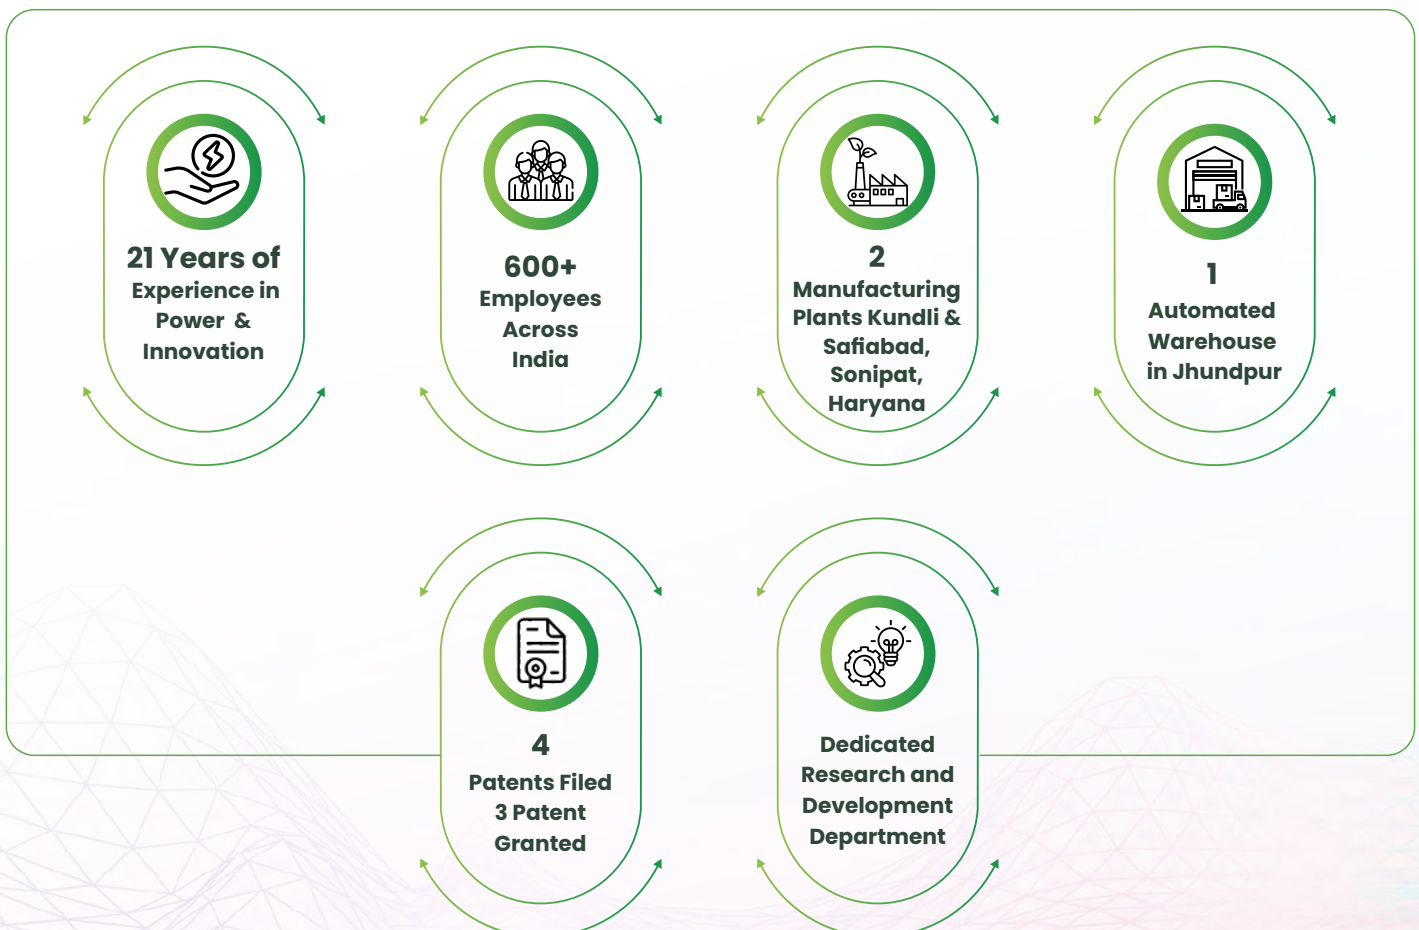 21 Years of
Experience in
Power &
Innovation
600+
Employees
Across
India
2
Manufacturing
Plants Kundli &
Safiabad,
Sonipat,
Haryana
1
Automated
Warehouse
in Jhundpur
4
Patents Filed
3 Patent
Granted
Dedicated
Research and
Development
Department